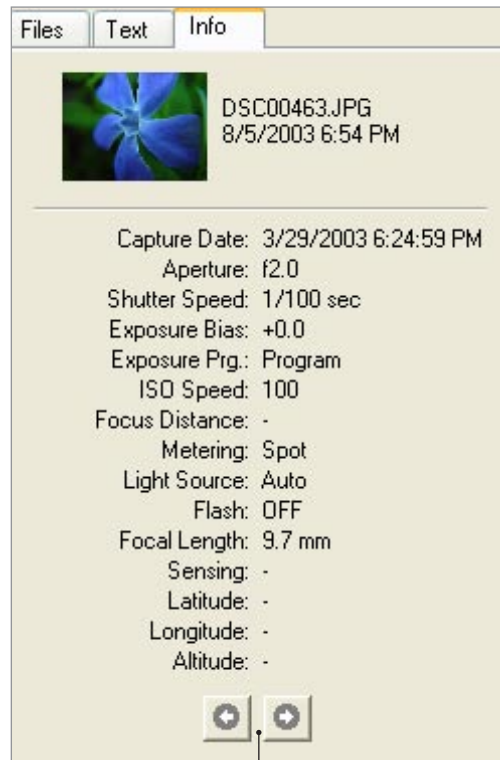 Files Text Info
DSC00463.JPG
8/5/2003 6:54 PM
Capture Date: 3/29/2003 6:24:59 PM
Aperture: f2.0
Shutter Speed: 1/100 sec
Exposure Bias: +0.0
Exposure Prg.: Program
ISO Speed: 100
Focus Distance: -
Metering: Spot
Light Source: Auto
Flash: OFF
Focal Length: 9.7 mm
Sensing: -
Latitude: -
Longitude: -
Altitude: -